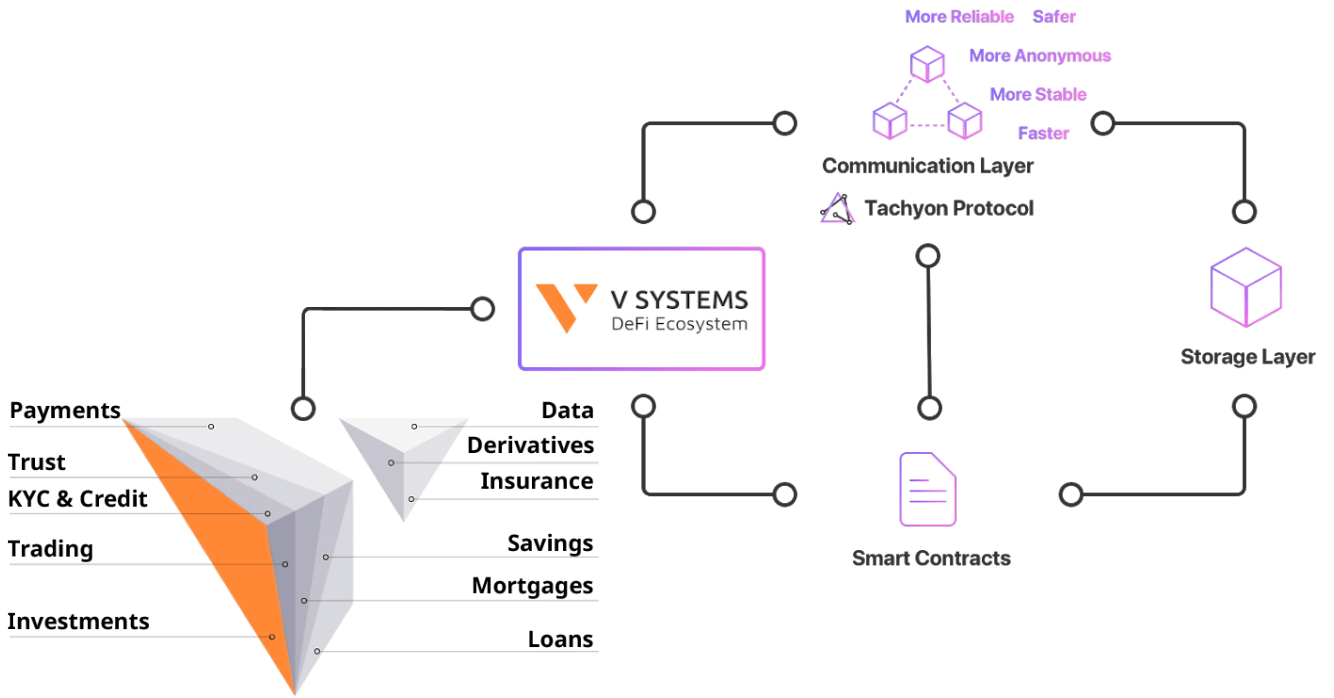 More Reliable Safer
More Anonymous
More Stable
Faster
Communication Layer
Tachyon Protocol
V SYSTEMS
DeFi Ecosystem
Storage Layer
Smart Contracts
Payments
Trust
KYC & Credit
Trading
Investments
Data
Derivatives
Insurance
Savings
Mortgages
Loans